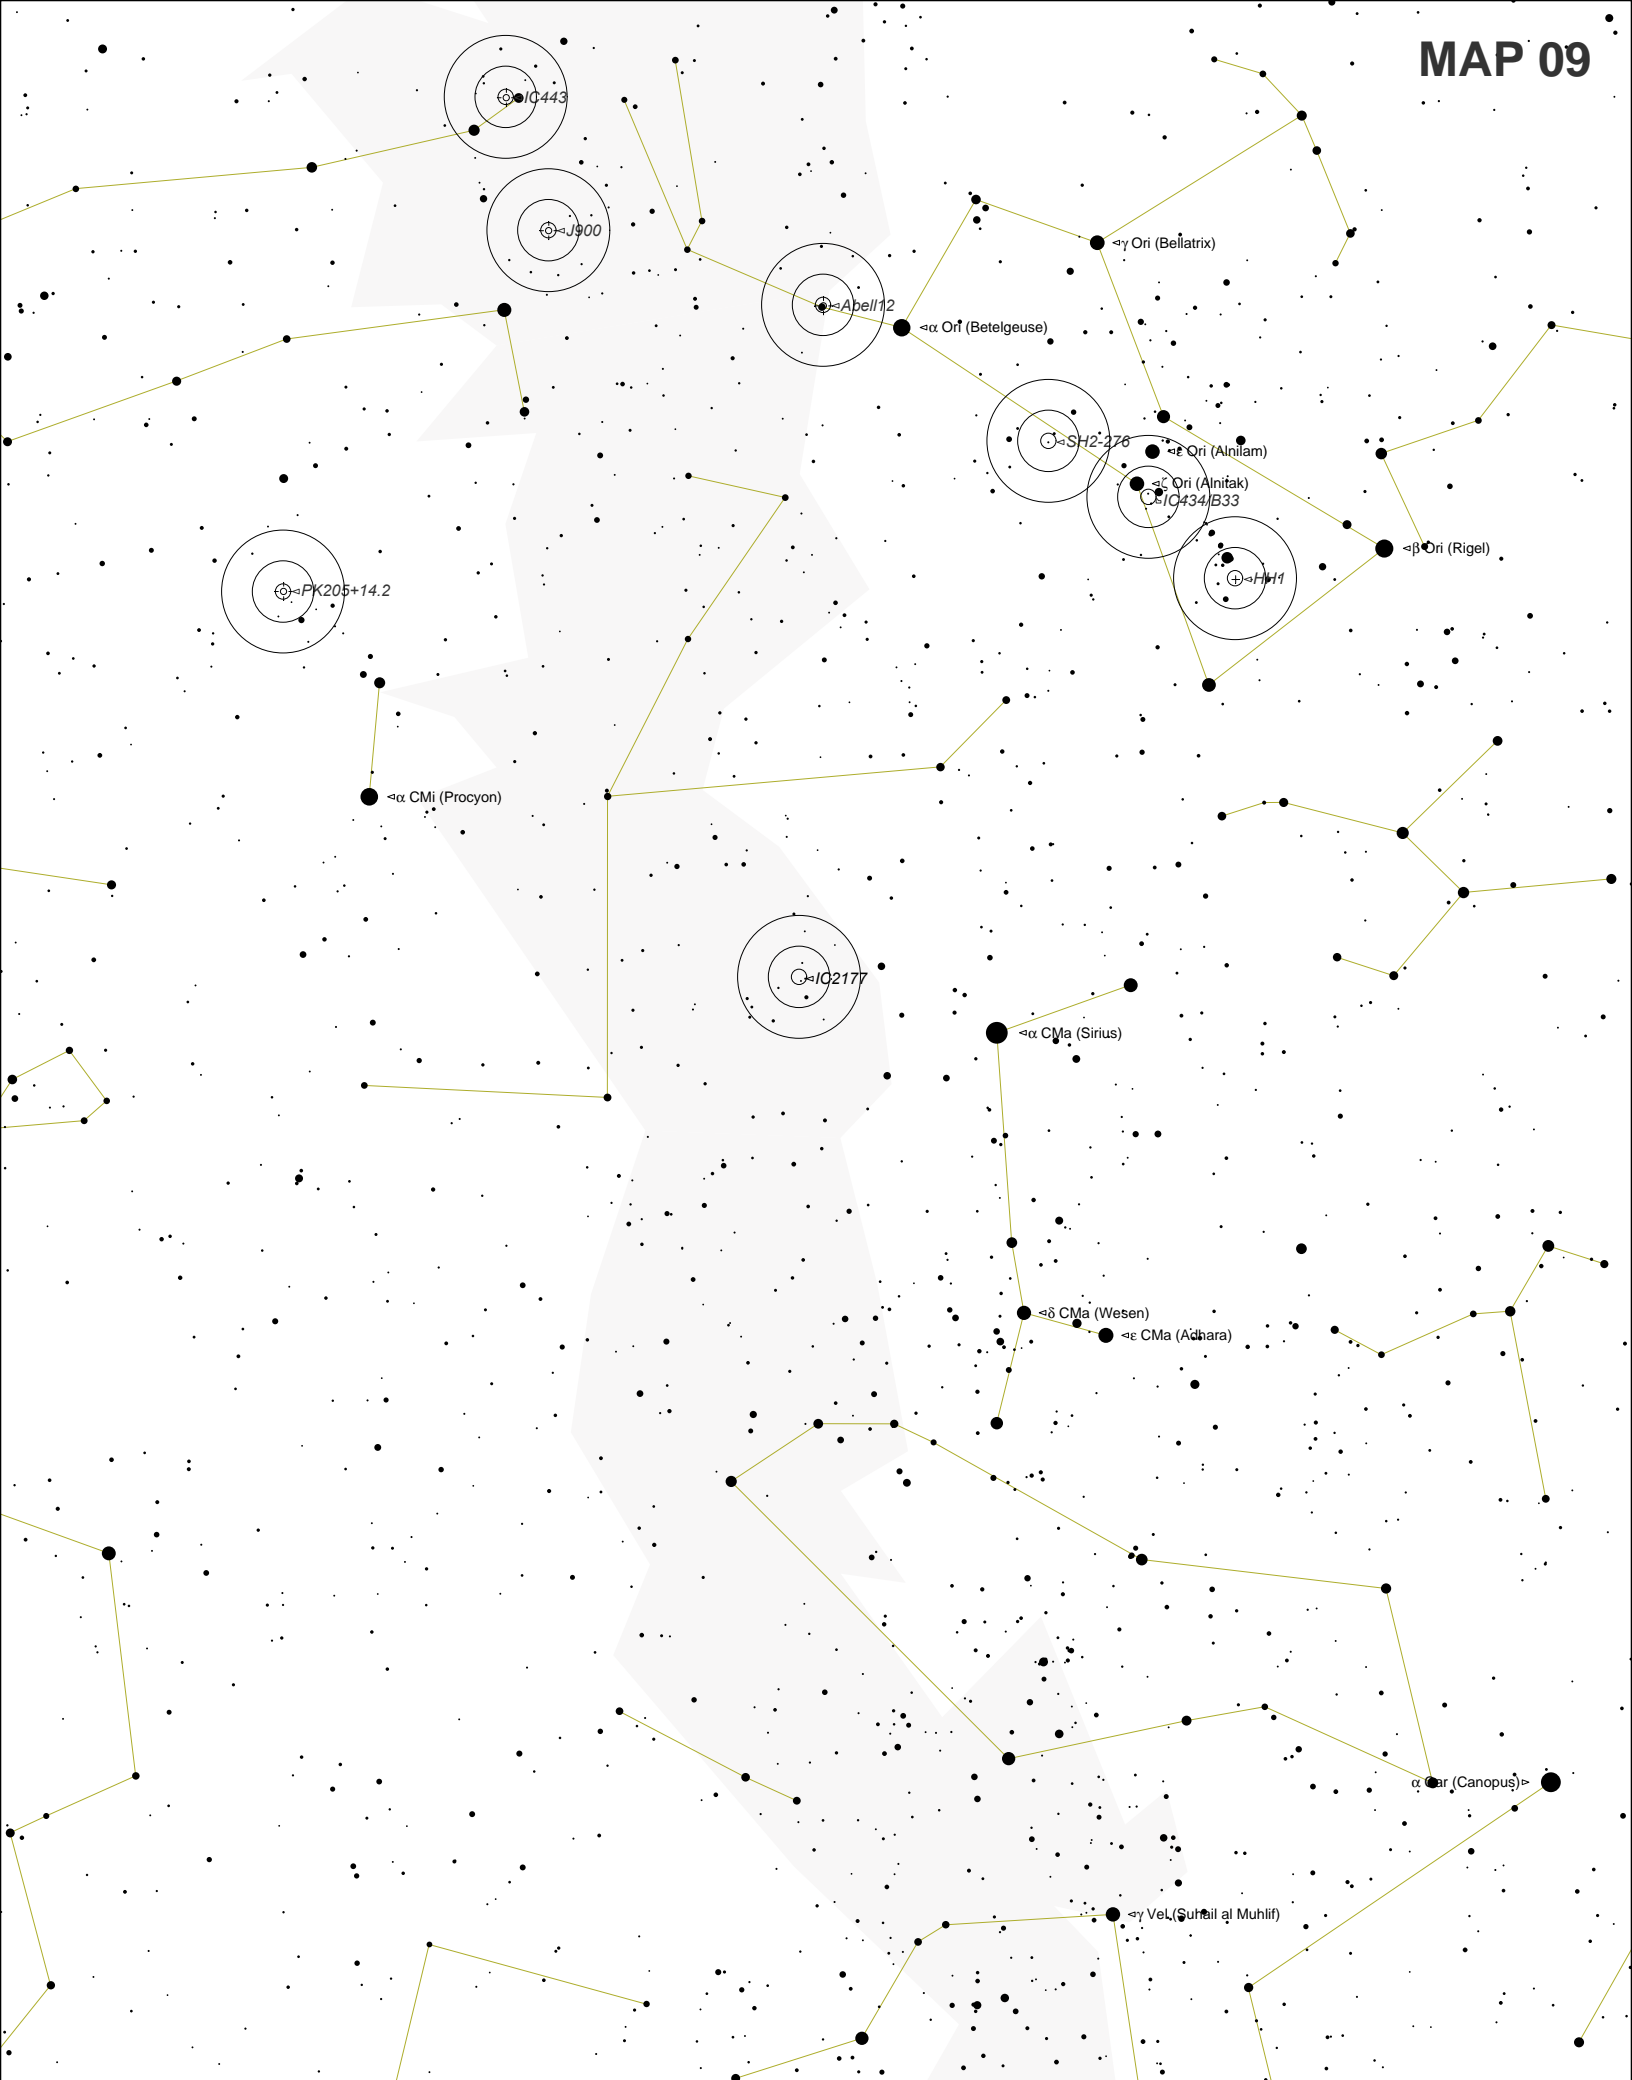 MAP 09
IC443
J900
γ Ori (Bellatrix)
Abell12
α Ori (Betelgeuse)
SH2-276
ε Ori (Alnilam)
ζ Ori (Alnitak)
IC434/B33
β Ori (Rigel)
HH1
PK205+14.2
α CMi (Procyon)
IC2177
α CMa (Sirius)
δ CMa (Wesen)
ε CMa (Adhara)
α Car (Canopus)
γ Vel (Suhail al Muhlif)